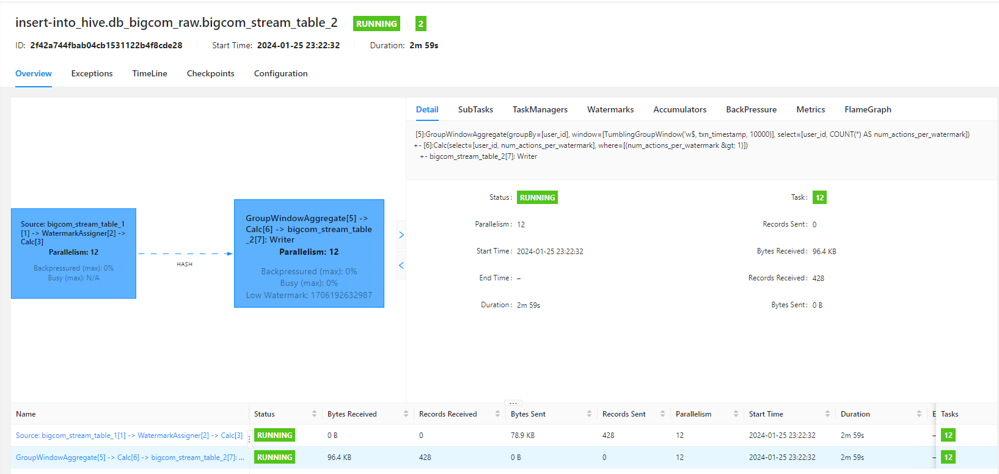 insert-into_hive.db_bigcom_raw.bigcom_stream_table_2 RUNNING 2
ID: 2f42a744fbab04cb1531122b4f8cde28 Start Time: 2024-01-25 23:22:32 Duration: 2m 59s
Overview Exceptions TimeLine Checkpoints Configuration
Source: bigcom_stream_table_1
[1] -> WatermarkAssigner[2] ->
Calc[3]
Parallelism: 12
Backpressured (max): 0%
Busy (max): N/A
HASH
GroupWindowAggregate[5] ->
Calc[6] -> bigcom_stream_table
_2[7]: Writer
Parallelism: 12
Backpressured (max): 0%
Busy (max): 0%
Low Watermark: 1706192632987
Detail SubTasks TaskManagers Watermarks Accumulators BackPressure Metrics FlameGraph
[5]:GroupWindowAggregate(groupBy=[user_id], window=[TumblingGroupWindow('w$, txn_timestamp, 10000)], select=[user_id, COUNT(*) AS num_actions_per_watermark])
+- [6]:Calc(select=[user_id, num_actions_per_watermark], where=[(num_actions_per_watermark &gt; 1)])
+- bigcom_stream_table_2[7]: Writer
Status: RUNNING Task: 12
Parallelism: 12 Records Sent: 0
Start Time: 2024-01-25 23:22:32 Bytes Received: 96.4 KB
End Time: – Records Received: 428
Duration: 2m 59s Bytes Sent: 0 B
...
Name Status Bytes Received Records Received Bytes Sent Records Sent Parallelism Start Time Duration E Tasks
Source: bigcom_stream_table_1[1] -> WatermarkAssigner[2] -> Calc[3] RUNNING 0 B 0 78.9 KB 428 12 2024-01-25 23:22:32 2m 59s – 12
GroupWindowAggregate[5] -> Calc[6] -> bigcom_stream_table_2[7]: ... RUNNING 96.4 KB 428 0 B 0 12 2024-01-25 23:22:32 2m 59s – 12